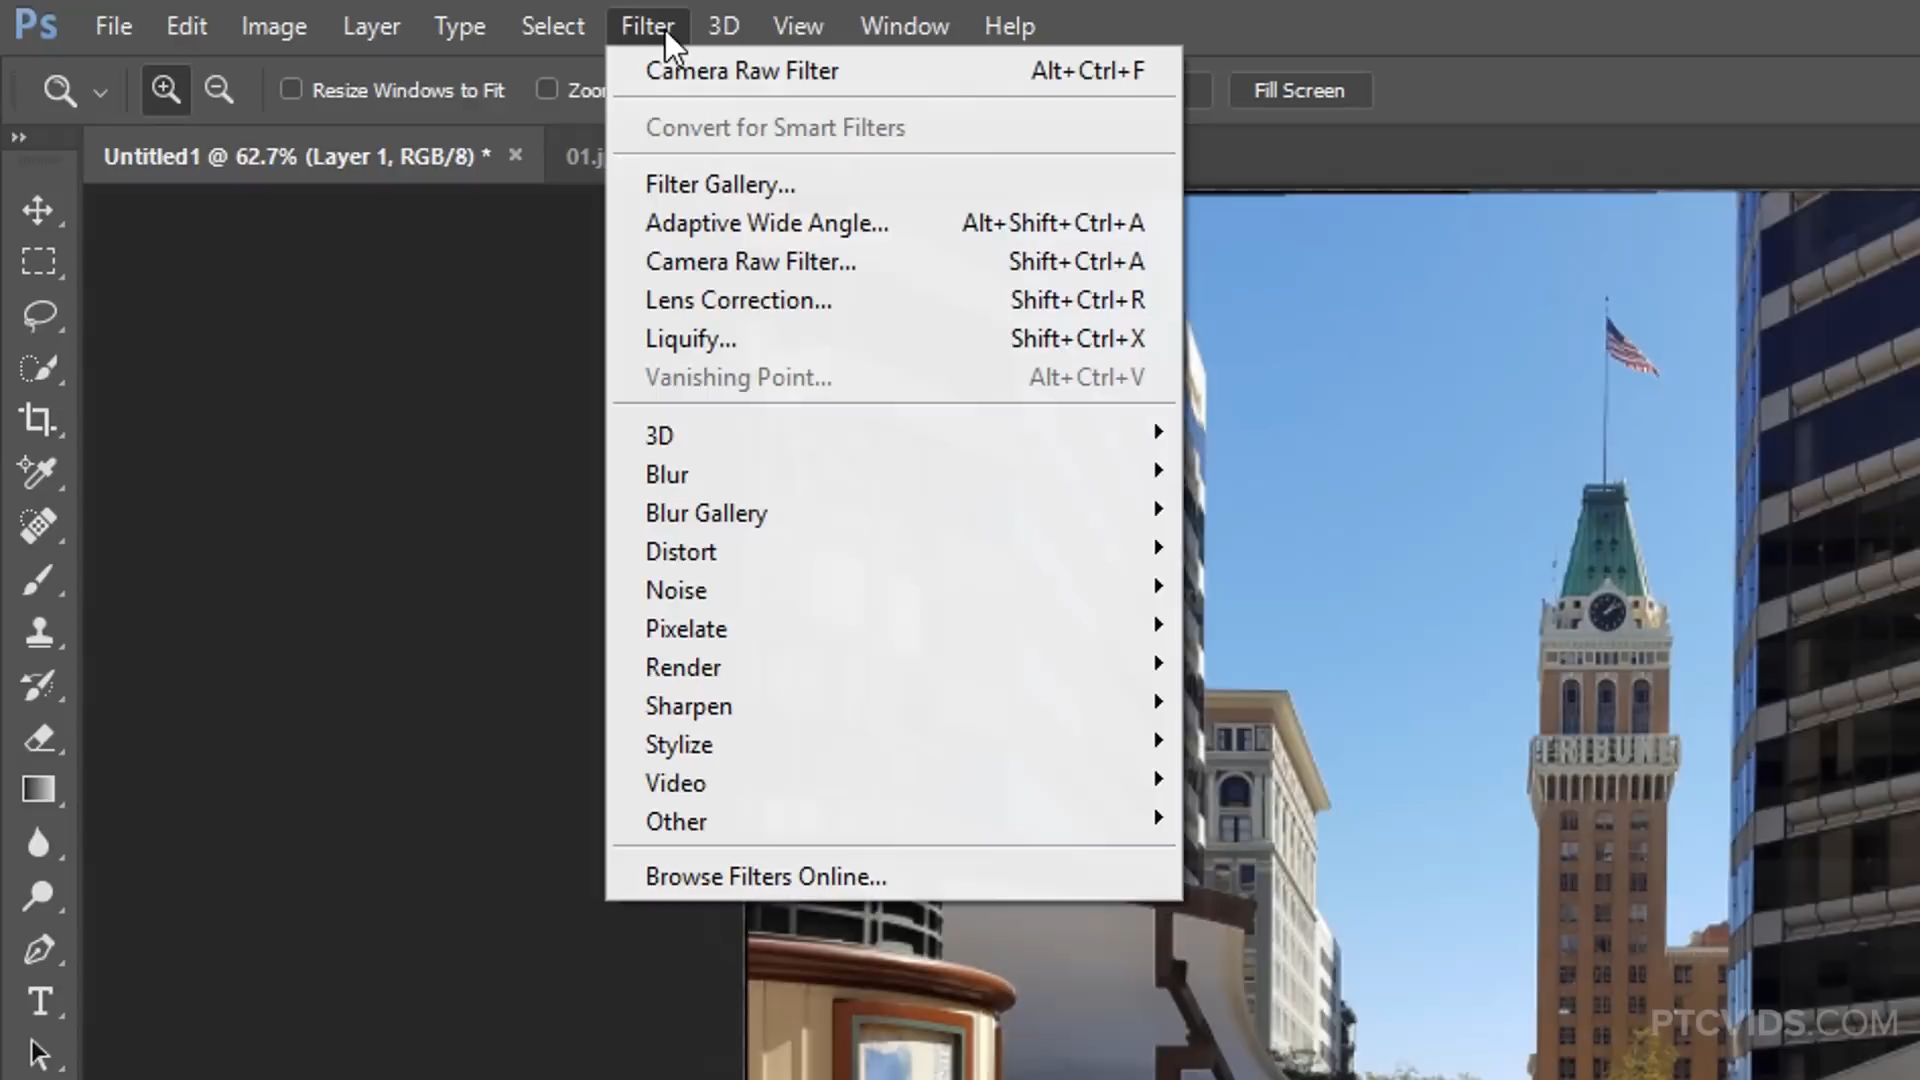 Ps File Edit Image Layer Type Select Filter 3D View Window Help
Resize Windows to Fit
Fill Screen
Untitled1 @ 62.7% (Layer 1, RGB/8) * ×
Camera Raw Filter Alt+Ctrl+F
Convert for Smart Filters
Filter Gallery...
Adaptive Wide Angle... Alt+Shift+Ctrl+A
Camera Raw Filter... Shift+Ctrl+A
Lens Correction... Shift+Ctrl+R
Liquify... Shift+Ctrl+X
Vanishing Point... Alt+Ctrl+V
3D
Blur
Blur Gallery
Distort
Noise
Pixelate
Render
Sharpen
Stylize
Video
Other
Browse Filters Online...
TRIBUNE
PTCVIDS.COM